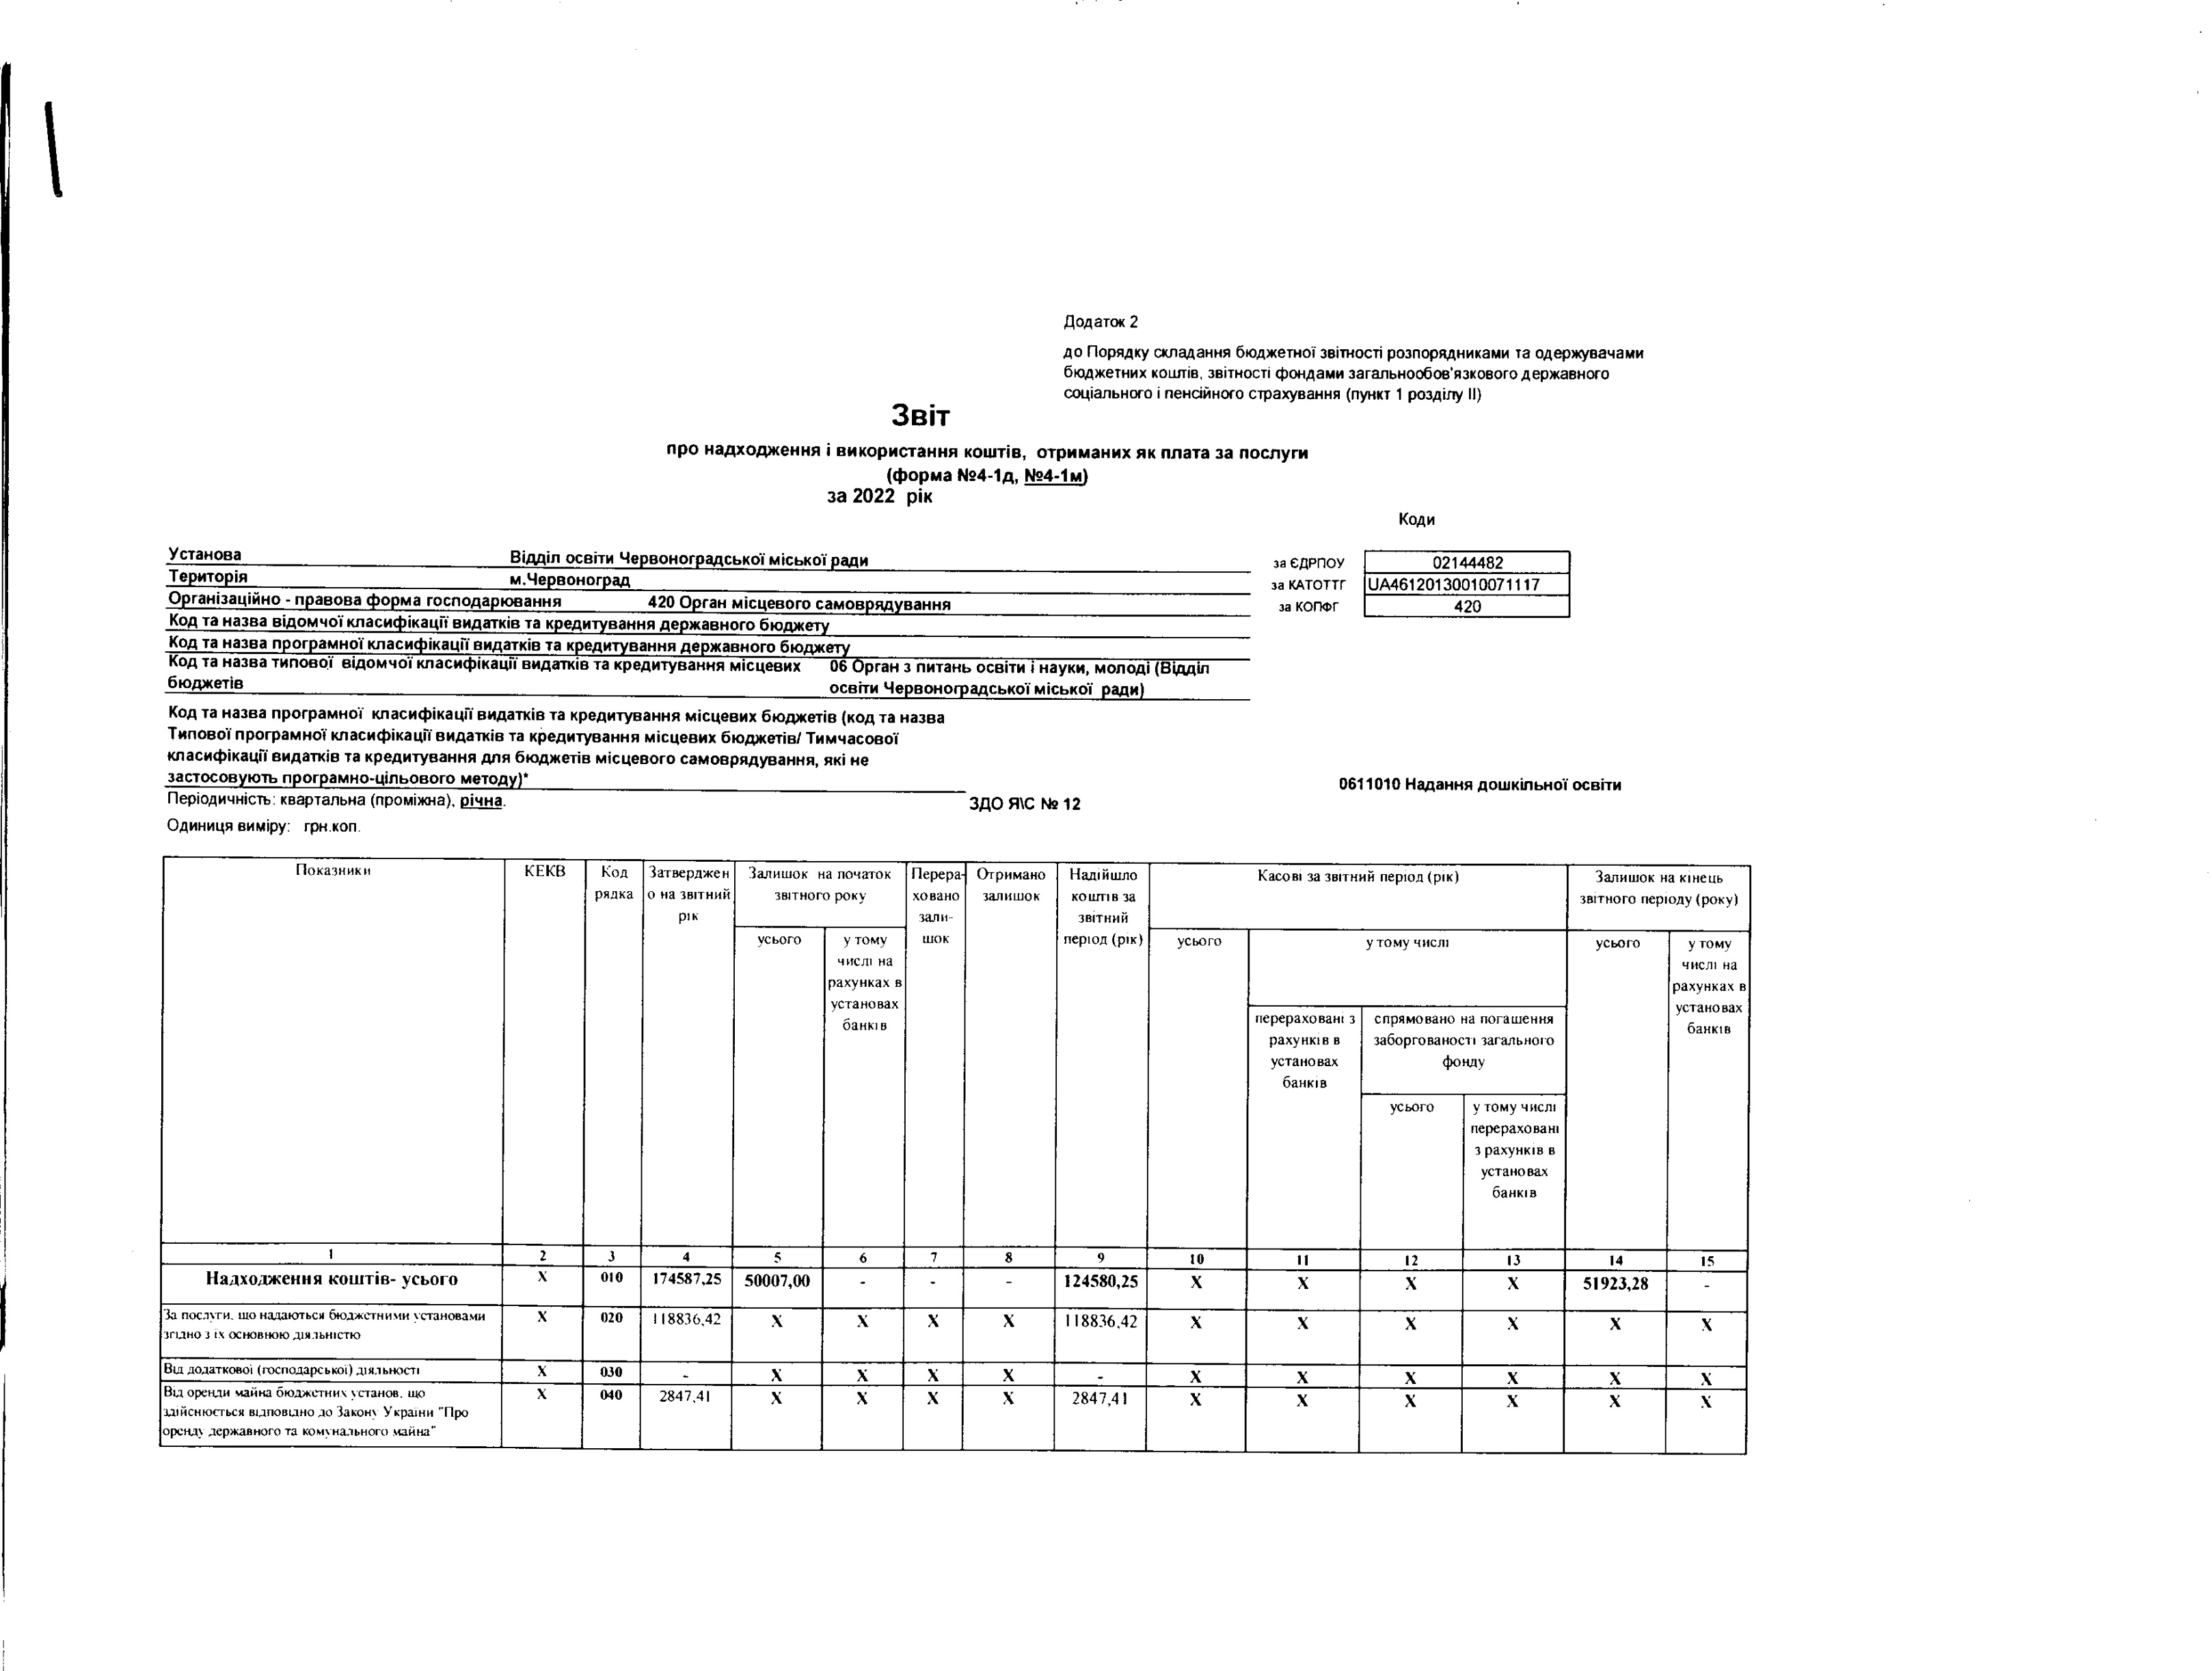 Додаток 2
до Порядку складання бюджетної звітності розпорядниками та одержувачами
бюджетних коштів, звітності фондами загальнообов'язкового державного
соціального і пенсійного страхування (пункт 1 розділу II)
Звіт
про надходження і використання коштів, отриманих як плата за послуги
(форма №4-1д, №4-1м)
за 2022 рік
Коди
Установа Відділ освіти Червоноградської міської ради за ЄДРПОУ 02144482
Територія м.Червоноград за КАТОТТГ UA46120130010071117
Організаційно - правова форма господарювання 420 Орган місцевого самоврядування за КОПФГ 420
Код та назва відомчої класифікації видатків та кредитування державного бюджету
Код та назва програмної класифікації видатків та кредитування державного бюджету
Код та назва типової відомчої класифікації видатків та кредитування місцевих 06 Орган з питань освіти і науки, молоді (Відділ
бюджетів освіти Червоноградської міської ради)
Код та назва програмної класифікації видатків та кредитування місцевих бюджетів (код та назва
Типової програмної класифікації видатків та кредитування місцевих бюджетів/ Тимчасової
класифікації видатків та кредитування для бюджетів місцевого самоврядування, які не
застосовують програмно-цільового методу)* 0611010 Надання дошкільної освіти
Періодичність: квартальна (проміжна), річна. ЗДО Я\С № 12
Одиниця виміру: грн.коп.
Показники КЕКВ Код Затверджен Залишок на початок Перера- Отримано Надійшло Касові за звітний період (рік) Залишок на кінець
рядка о на звітний звітного року ховано залишок коштів за звітного періоду (року)
рік зали- звітний
усього у тому шок період (рік) усього у тому числі усього у тому
числі на числі на
рахунках в рахунках в
установах перераховані з спрямовано на погашення установах
банків рахунків в заборгованості загального банків
установах фонду
банків
усього у тому числі
перераховані
з рахунків в
установах
банків
1 2 3 4 5 6 7 8 9 10 11 12 13 14 15
Надходження коштів- усього X 010 174587,25 50007,00 - - - 124580,25 X X X X 51923,28 -
За послуги, що надаються бюджетними установами X 020 118836,42 X X X X 118836,42 X X X X X X
згідно з їх основною діяльністю
Від додаткової (господарської) діяльності X 030 - X X X X - X X X X X X
Від оренди майна бюджетних установ, що X 040 2847,41 X X X X 2847,41 X X X X X X
здійснюється відповідно до Закону України "Про
оренду державного та комунального майна"